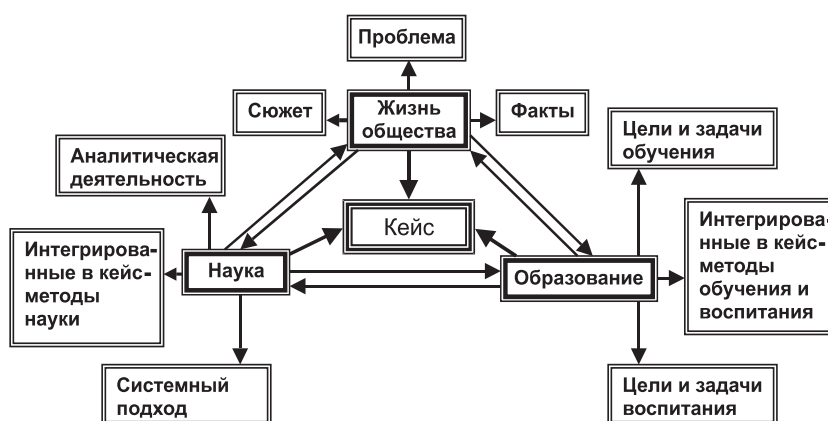 Проблема
Сюжет
Жизнь
общества
Факты
Цели и задачи
обучения
Аналитическая
деятельность
Кейс
Интегрирова-
нные в кейс-
методы
науки
Наука
Образование
Интегрирова-
нные в кейс-
методы
обучения и
воспитания
Системный
подход
Цели и задачи
воспитания